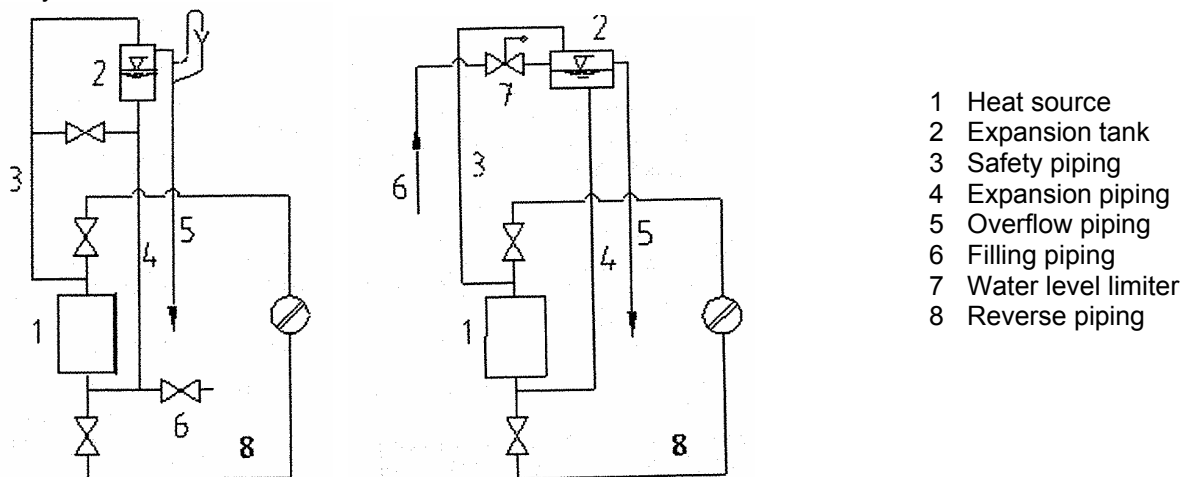 2
3
4
5
1
6
8
2
7
6
3
4
5
1
8
1 Heat source
2 Expansion tank
3 Safety piping
4 Expansion piping
5 Overflow piping
6 Filling piping
7 Water level limiter
8 Reverse piping